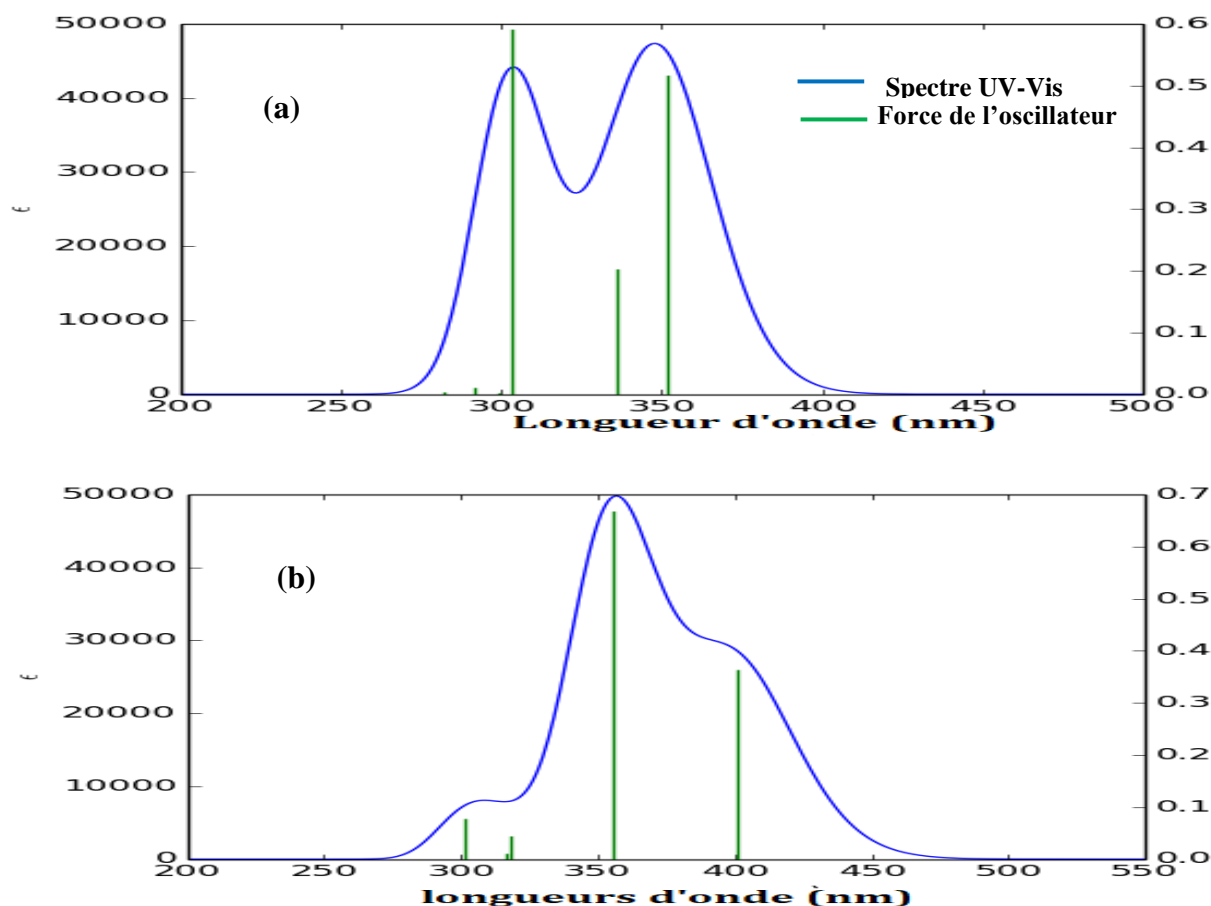 50000
40000
30000
20000
10000
0
ϵ
(a)
Spectre UV-Vis
Force de l’oscillateur
0.6
0.5
0.4
0.3
0.2
0.1
0.0
200 250 300 350 400 450 500
Longueur d'onde (nm)
50000
40000
30000
20000
10000
0
ϵ
(b)
0.7
0.6
0.5
0.4
0.3
0.2
0.1
0.0
200 250 300 350 400 450 500 550
longueurs d'onde (nm)